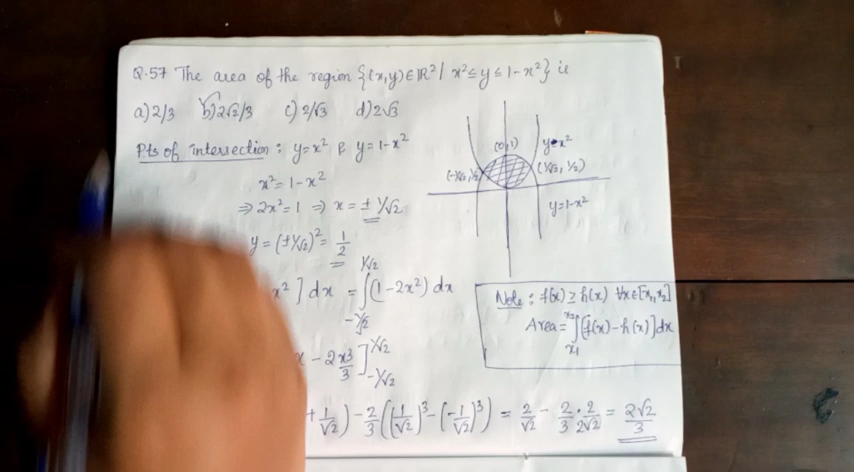 Q.57 The area of the region {(x,y)∈ℝ² | x²≤y≤1-x²} is
a) 2/3 b) 2√2/3 c) 2/√3 d) 2√3
Pts of intersection : y=x² & y=1-x²
x²=1-x²
⇒ 2x²=1 ⇒ x=±1/√2
y=(±1/√2)²=1/2
x²]dx = ∫_{-1/√2}^{1/√2}(1-2x²)dx
x - 2x³/3]_{-1/√2}^{1/√2}
+ 1/√2) - 2/3((1/√2)³-(-1/√2)³) = 2/√2 - 2/3·2/2√2 = 2√2/3
(0,1)
y=x²
(-1/√2,1/2)
(1/√2,1/2)
y=1-x²
Note: f(x)≥h(x) ∀x∈[x₁,x₂]
Area=∫_{x₁}^{x₂}[f(x)-h(x)]dx